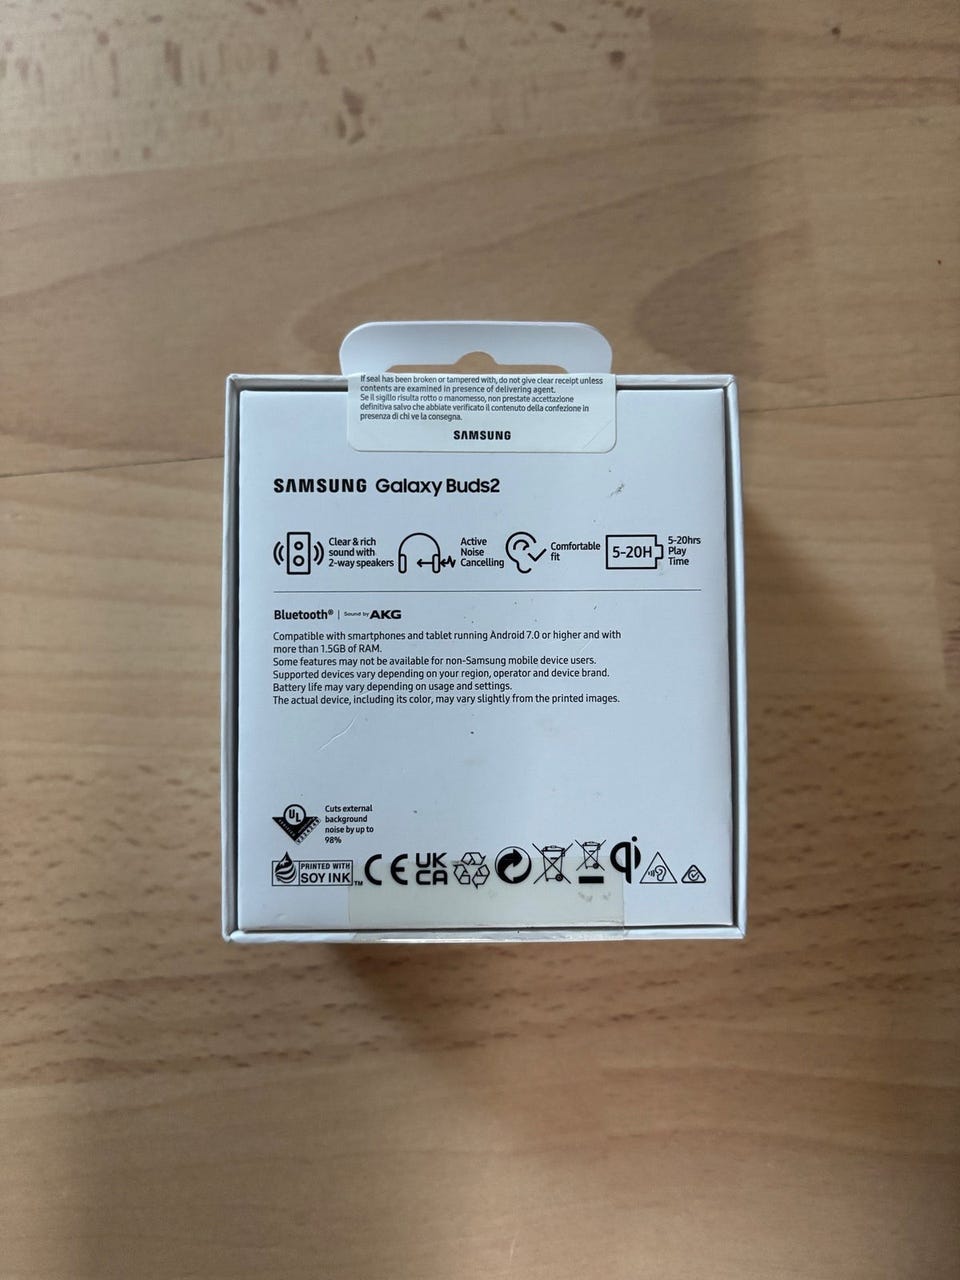 If seal has been broken or tampered with, do not give clear receipt unless
contents are examined in presence of delivering agent.
Se il sigillo risulta rotto o manomesso, non prestate accettazione
definitiva salvo che abbiate verificato il contenuto della confezione in
presenza di chi ve la consegna.
SAMSUNG
SAMSUNG Galaxy Buds2
Clear & rich
sound with
2-way speakers
Active
Noise
Cancelling
Comfortable
fit
5-20H
5-20hrs
Play
Time
Bluetooth® | Sound by AKG
Compatible with smartphones and tablet running Android 7.0 or higher and with
more than 1.5GB of RAM.
Some features may not be available for non-Samsung mobile device users.
Supported devices vary depending on your region, operator and device brand.
Battery life may vary depending on usage and settings.
The actual device, including its color, may vary slightly from the printed images.
UL
Cuts external
background
noise by up to
98%
PRINTED WITH
SOY INK™
CE
UK
CA
qi